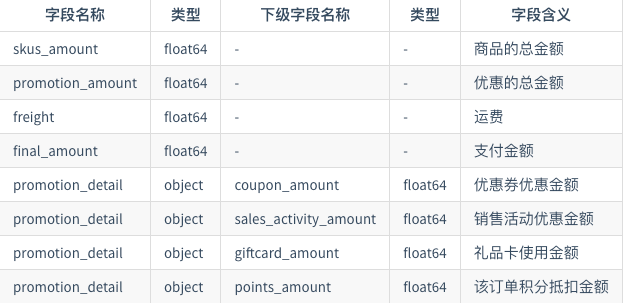 字段名称 类型 下级字段名称 类型 字段含义
skus_amount float64 - - 商品的总金额
promotion_amount float64 - - 优惠的总金额
freight float64 - - 运费
final_amount float64 - - 支付金额
promotion_detail object coupon_amount float64 优惠券优惠金额
promotion_detail object sales_activity_amount float64 销售活动优惠金额
promotion_detail object giftcard_amount float64 礼品卡使用金额
promotion_detail object points_amount float64 该订单积分抵扣金额